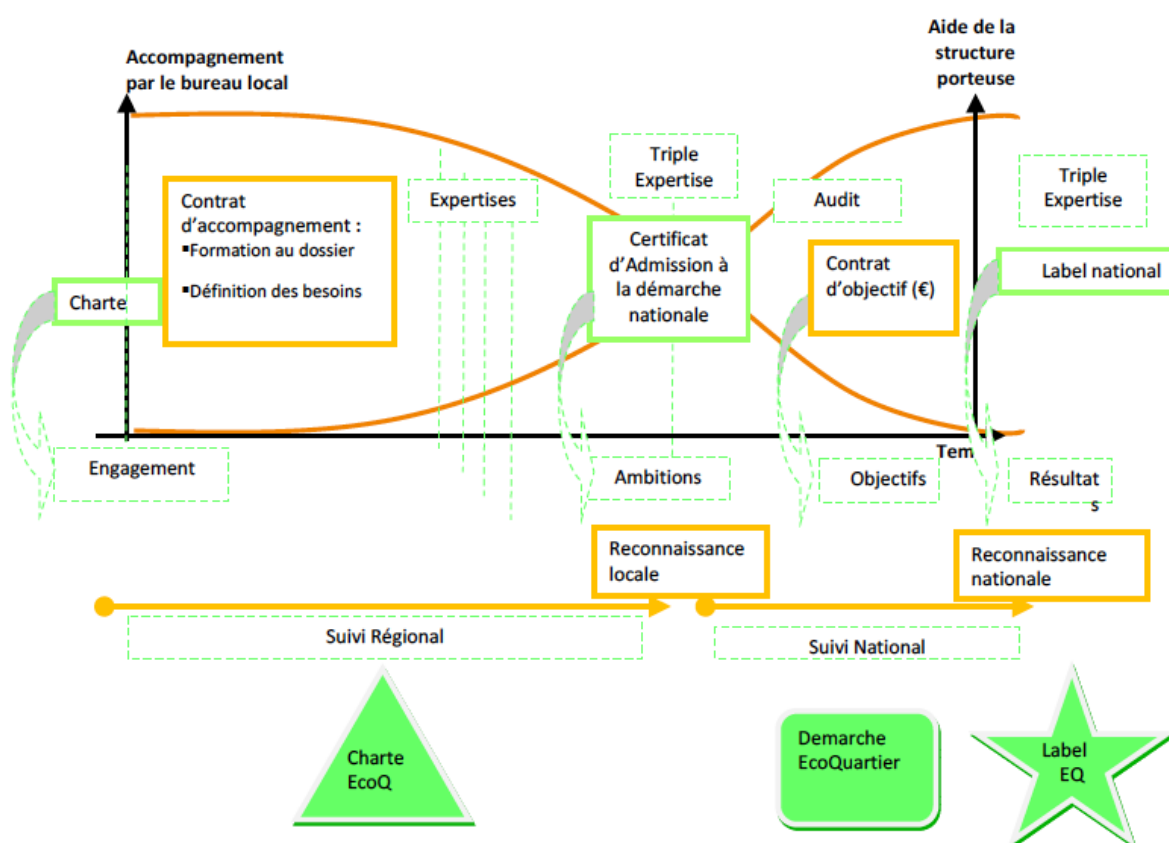 Accompagnement
par le bureau local
Aide de la
structure
porteuse
Contrat
d'accompagnement :
▪Formation au dossier
▪Définition des besoins
Charte
Expertises
Triple
Expertise
Certificat
d'Admission à
la démarche
nationale
Audit
Contrat
d'objectif (€)
Triple
Expertise
Label national
Tem
Engagement
Ambitions
Objectifs
Résultat
s
Reconnaissance
locale
Reconnaissance
nationale
Suivi Régional
Suivi National
Charte
EcoQ
Demarche
EcoQuartier
Label
EQ